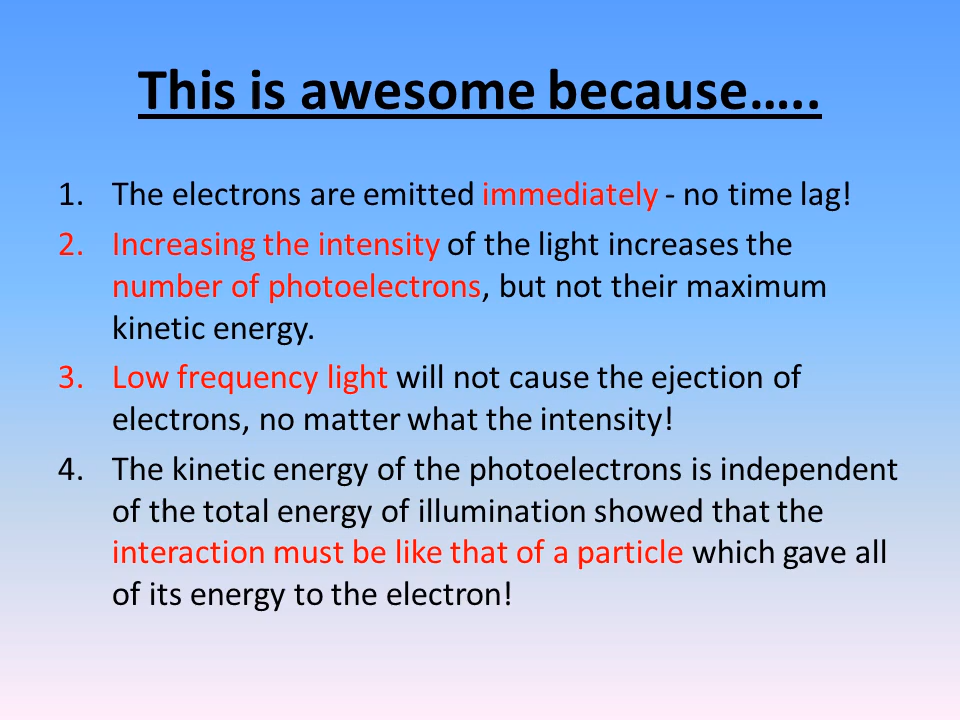 This is awesome because…..
1. The electrons are emitted immediately - no time lag!
2. Increasing the intensity of the light increases the
number of photoelectrons, but not their maximum
kinetic energy.
3. Low frequency light will not cause the ejection of
electrons, no matter what the intensity!
4. The kinetic energy of the photoelectrons is independent
of the total energy of illumination showed that the
interaction must be like that of a particle which gave all
of its energy to the electron!